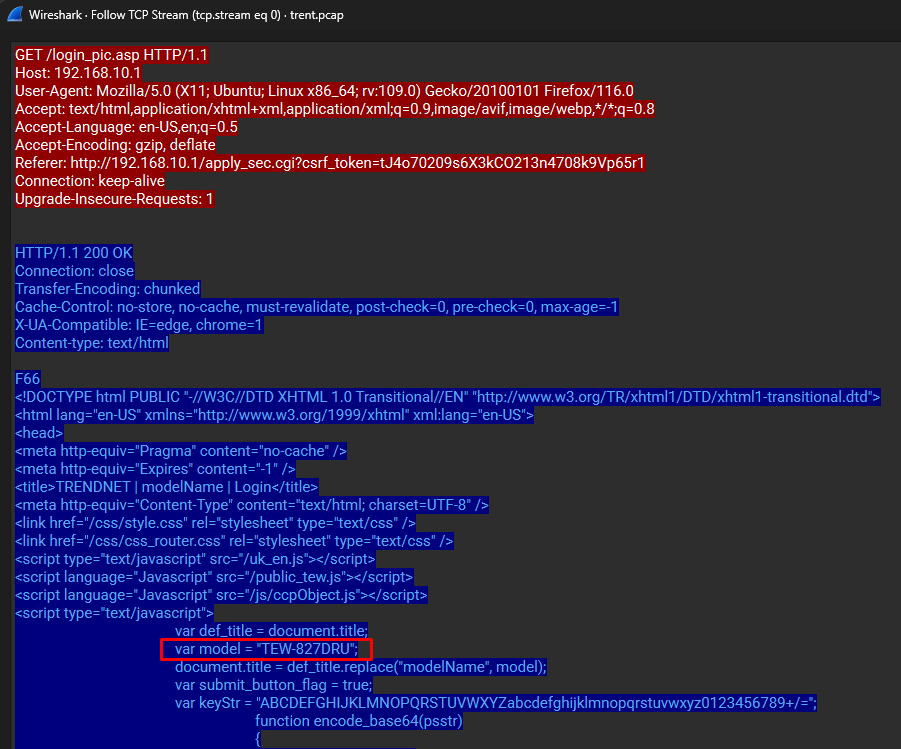 Wireshark · Follow TCP Stream (tcp.stream eq 0) · trent.pcap
GET /login_pic.asp HTTP/1.1
Host: 192.168.10.1
User-Agent: Mozilla/5.0 (X11; Ubuntu; Linux x86_64; rv:109.0) Gecko/20100101 Firefox/116.0
Accept: text/html,application/xhtml+xml,application/xml;q=0.9,image/avif,image/webp,*/*;q=0.8
Accept-Language: en-US,en;q=0.5
Accept-Encoding: gzip, deflate
Referer: http://192.168.10.1/apply_sec.cgi?csrf_token=tJ4o70209s6X3kCO213n4708k9Vp65r1
Connection: keep-alive
Upgrade-Insecure-Requests: 1
HTTP/1.1 200 OK
Connection: close
Transfer-Encoding: chunked
Cache-Control: no-store, no-cache, must-revalidate, post-check=0, pre-check=0, max-age=-1
X-UA-Compatible: IE=edge, chrome=1
Content-type: text/html
F66
<!DOCTYPE html PUBLIC "-//W3C//DTD XHTML 1.0 Transitional//EN" "http://www.w3.org/TR/xhtml1/DTD/xhtml1-transitional.dtd">
<html lang="en-US" xmlns="http://www.w3.org/1999/xhtml" xml:lang="en-US">
<head>
<meta http-equiv="Pragma" content="no-cache" />
<meta http-equiv="Expires" content="-1" />
<title>TRENDNET | modelName | Login</title>
<meta http-equiv="Content-Type" content="text/html; charset=UTF-8" />
<link href="/css/style.css" rel="stylesheet" type="text/css" />
<link href="/css/css_router.css" rel="stylesheet" type="text/css" />
<script type="text/javascript" src="/uk_en.js"></script>
<script language="Javascript" src="/public_tew.js"></script>
<script language="Javascript" src="/js/ccpObject.js"></script>
<script type="text/javascript">
var def_title = document.title;
var model = "TEW-827DRU";
document.title = def_title.replace("modelName", model);
var submit_button_flag = true;
var keyStr = "ABCDEFGHIJKLMNOPQRSTUVWXYZabcdefghijklmnopqrstuvwxyz0123456789+/=";
function encode_base64(psstr)
{